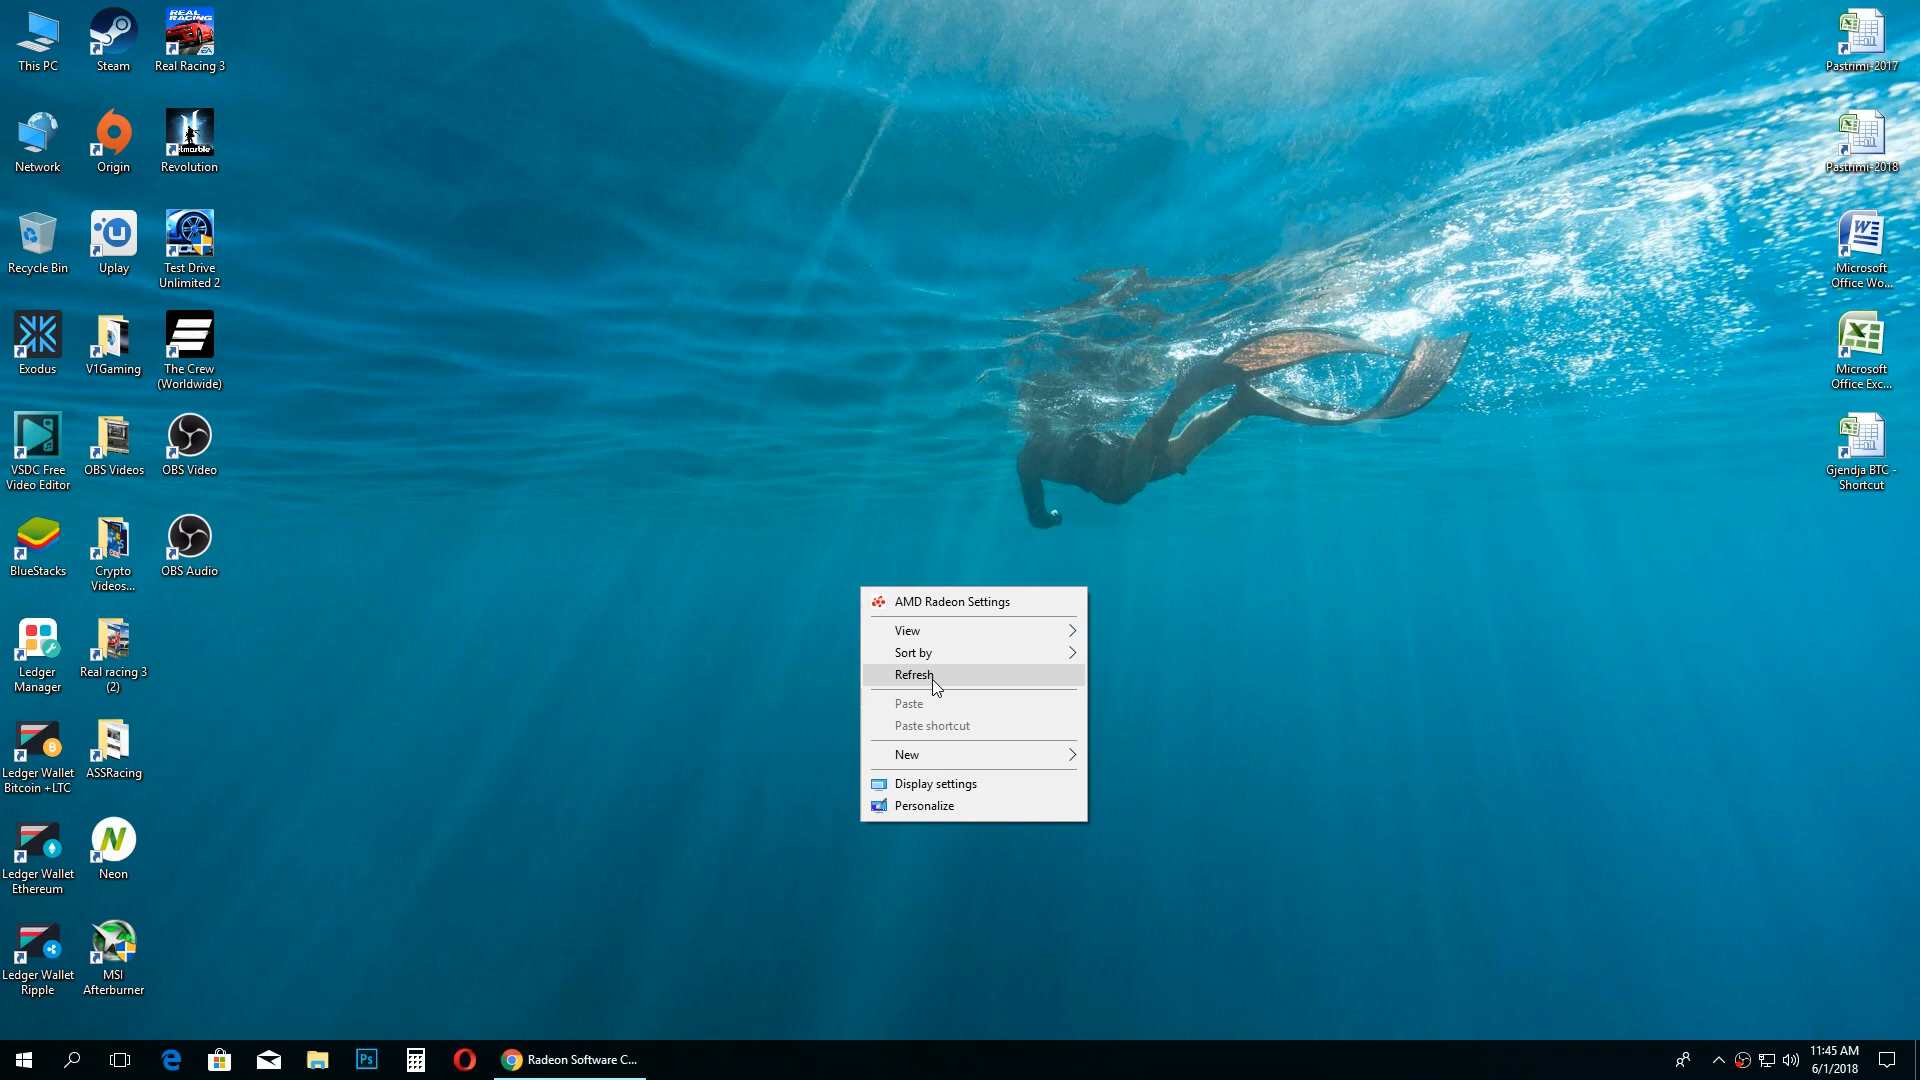 This PC
Steam
Real Racing 3
REAL
RACING
EA
Network
Origin
Revolution
Recycle Bin
Uplay
Test Drive
Unlimited 2
Exodus
V1Gaming
The Crew
(Worldwide)
VSDC Free
Video Editor
OBS Videos
OBS Video
BlueStacks
Crypto
Videos...
OBS Audio
Ledger
Manager
Real racing 3
(2)
Ledger Wallet
Bitcoin +LTC
ASSRacing
Ledger Wallet
Ethereum
Neon
Ledger Wallet
Ripple
MSI
Afterburner
Pastrimi-2017
Pastrimi-2018
Microsoft
Office Wo...
Microsoft
Office Exc...
Gjendja BTC -
Shortcut
AMD Radeon Settings
View
Sort by
Refresh
Paste
Paste shortcut
New
Display settings
Personalize
Ps
Radeon Software C...
11:45 AM
6/1/2018